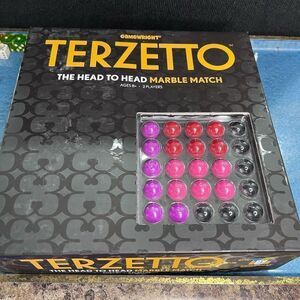 GAMEWRIGHT®
TERZETTO
THE HEAD TO HEAD MARBLE MATCH
AGES 8+ • 2 PLAYERS
TERZETTO
THE HEAD TO HEAD MARBLE MATCH